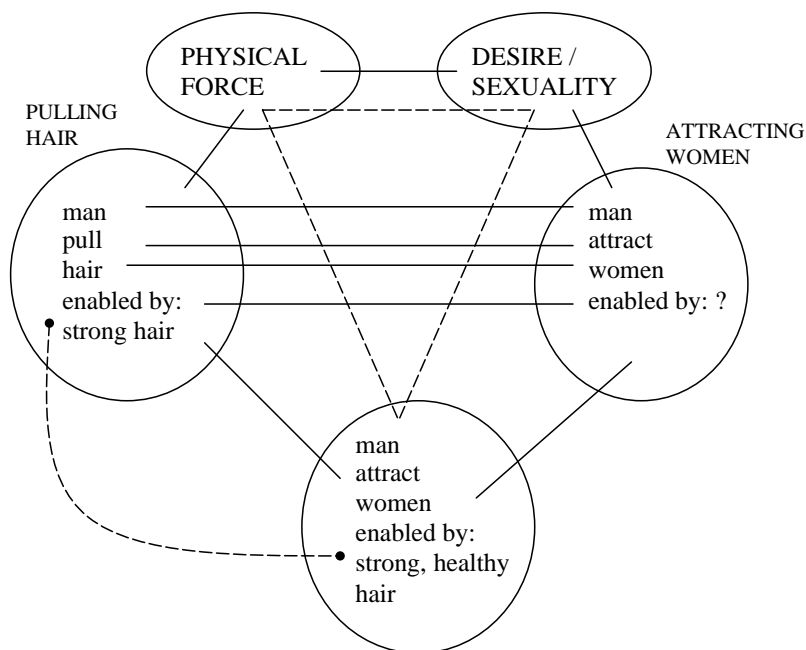 PHYSICAL
FORCE
DESIRE /
SEXUALITY
PULLING
HAIR
ATTRACTING
WOMEN
man
pull
hair
enabled by:
strong hair
man
attract
women
enabled by: ?
man
attract
women
enabled by:
strong, healthy
hair